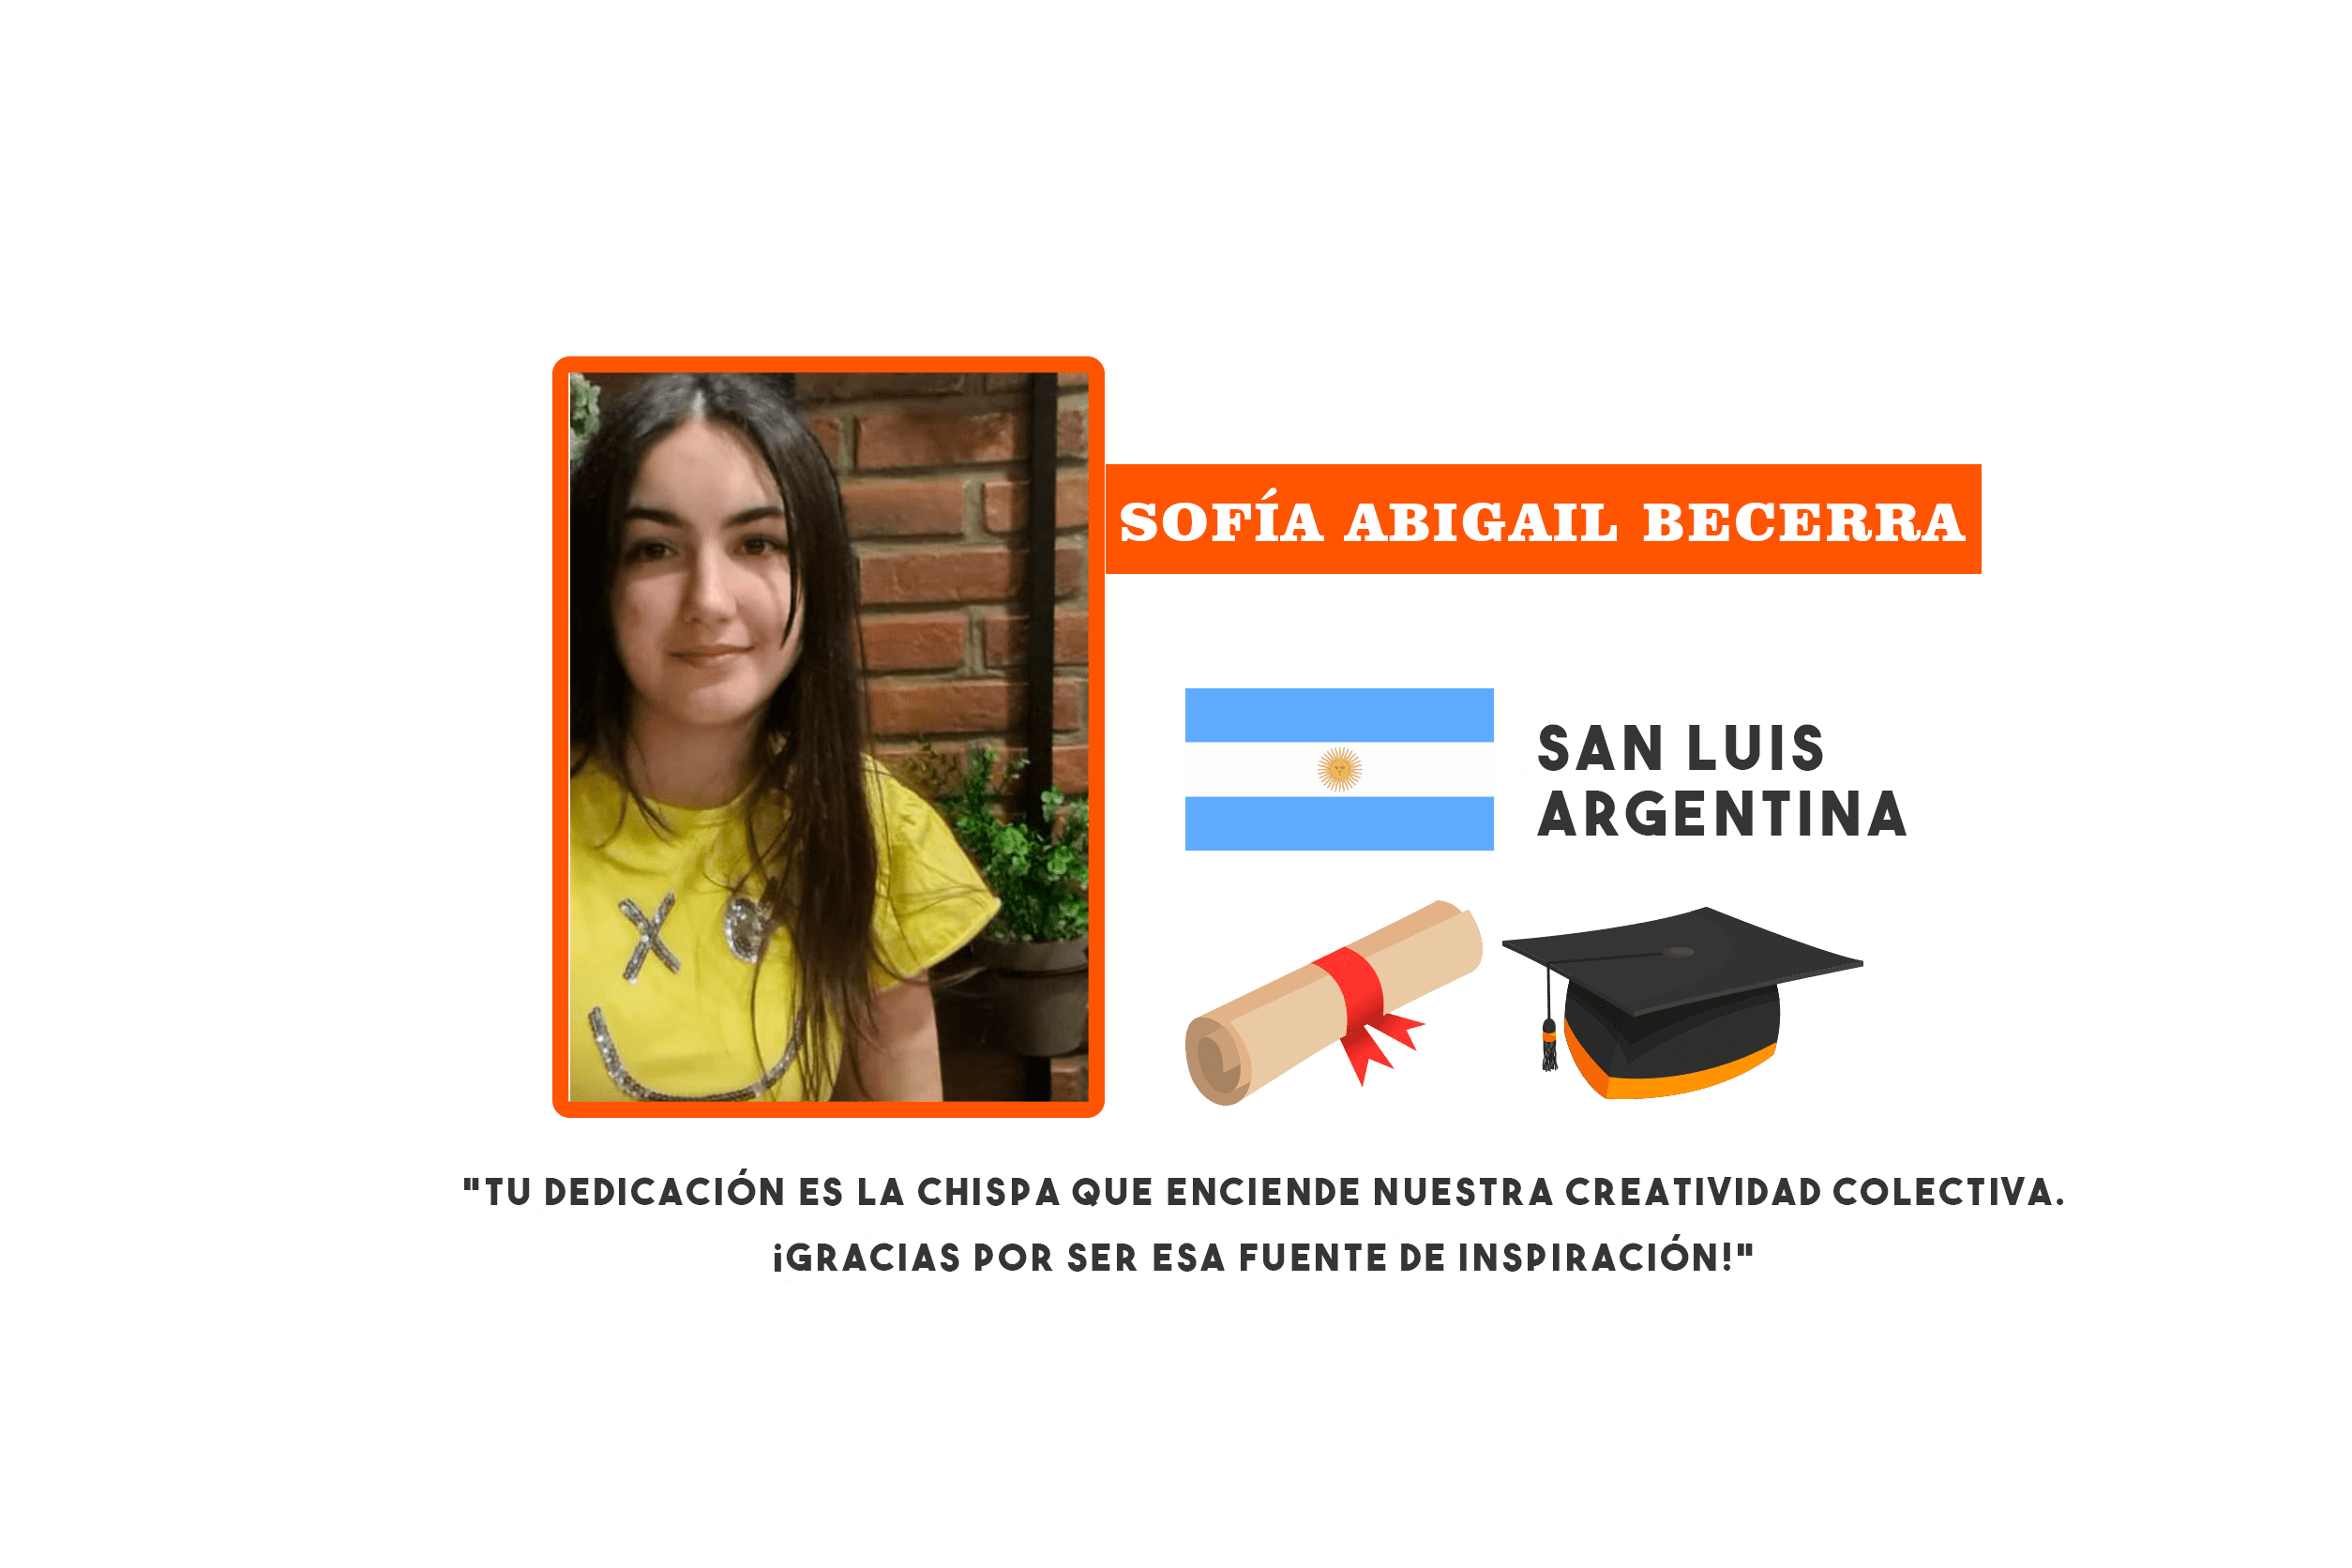 SOFÍA ABIGAIL BECERRA
SAN LUIS
ARGENTINA
"TU DEDICACIÓN ES LA CHISPA QUE ENCIENDE NUESTRA CREATIVIDAD COLECTIVA.
¡GRACIAS POR SER ESA FUENTE DE INSPIRACIÓN!"